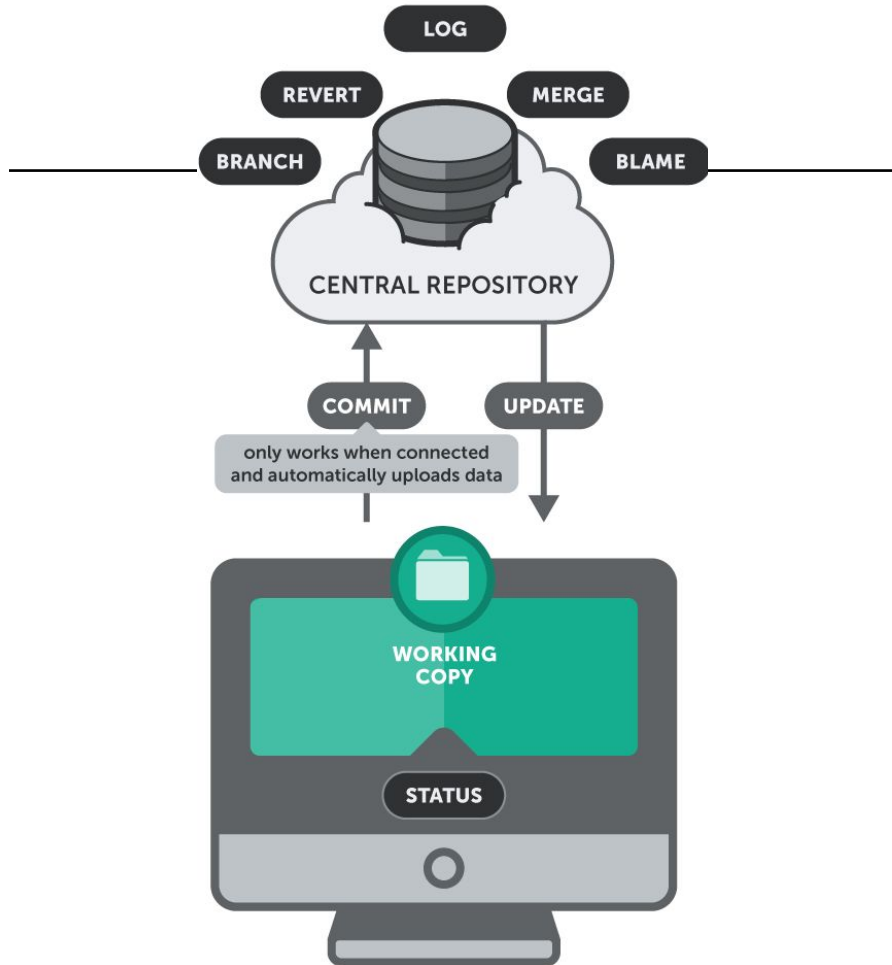 LOG
REVERT
MERGE
BRANCH
BLAME
CENTRAL REPOSITORY
COMMIT
UPDATE
only works when connected
and automatically uploads data
WORKING
COPY
STATUS